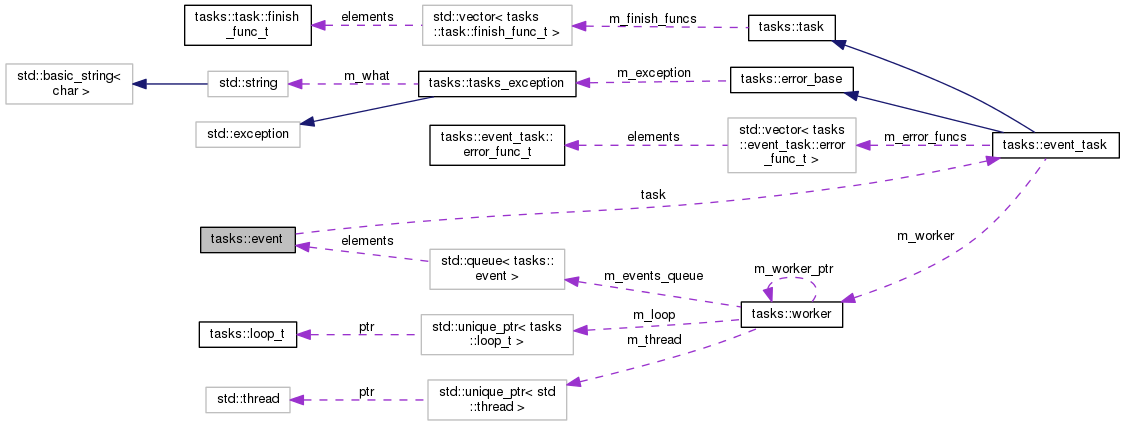 tasks::task::finish
_func_t
elements
std::vector< tasks
::task::finish_func_t >
m_finish_funcs
tasks::task
std::basic_string<
char >
std::string
m_what
tasks::tasks_exception
m_exception
tasks::error_base
std::exception
tasks::event_task::
error_func_t
elements
std::vector< tasks
::event_task::error
_func_t >
m_error_funcs
tasks::event_task
task
tasks::event
elements
std::queue< tasks::
event >
m_events_queue
m_worker
m_worker_ptr
tasks::worker
tasks::loop_t
ptr
std::unique_ptr< tasks
::loop_t >
m_loop
m_thread
std::thread
ptr
std::unique_ptr< std
::thread >